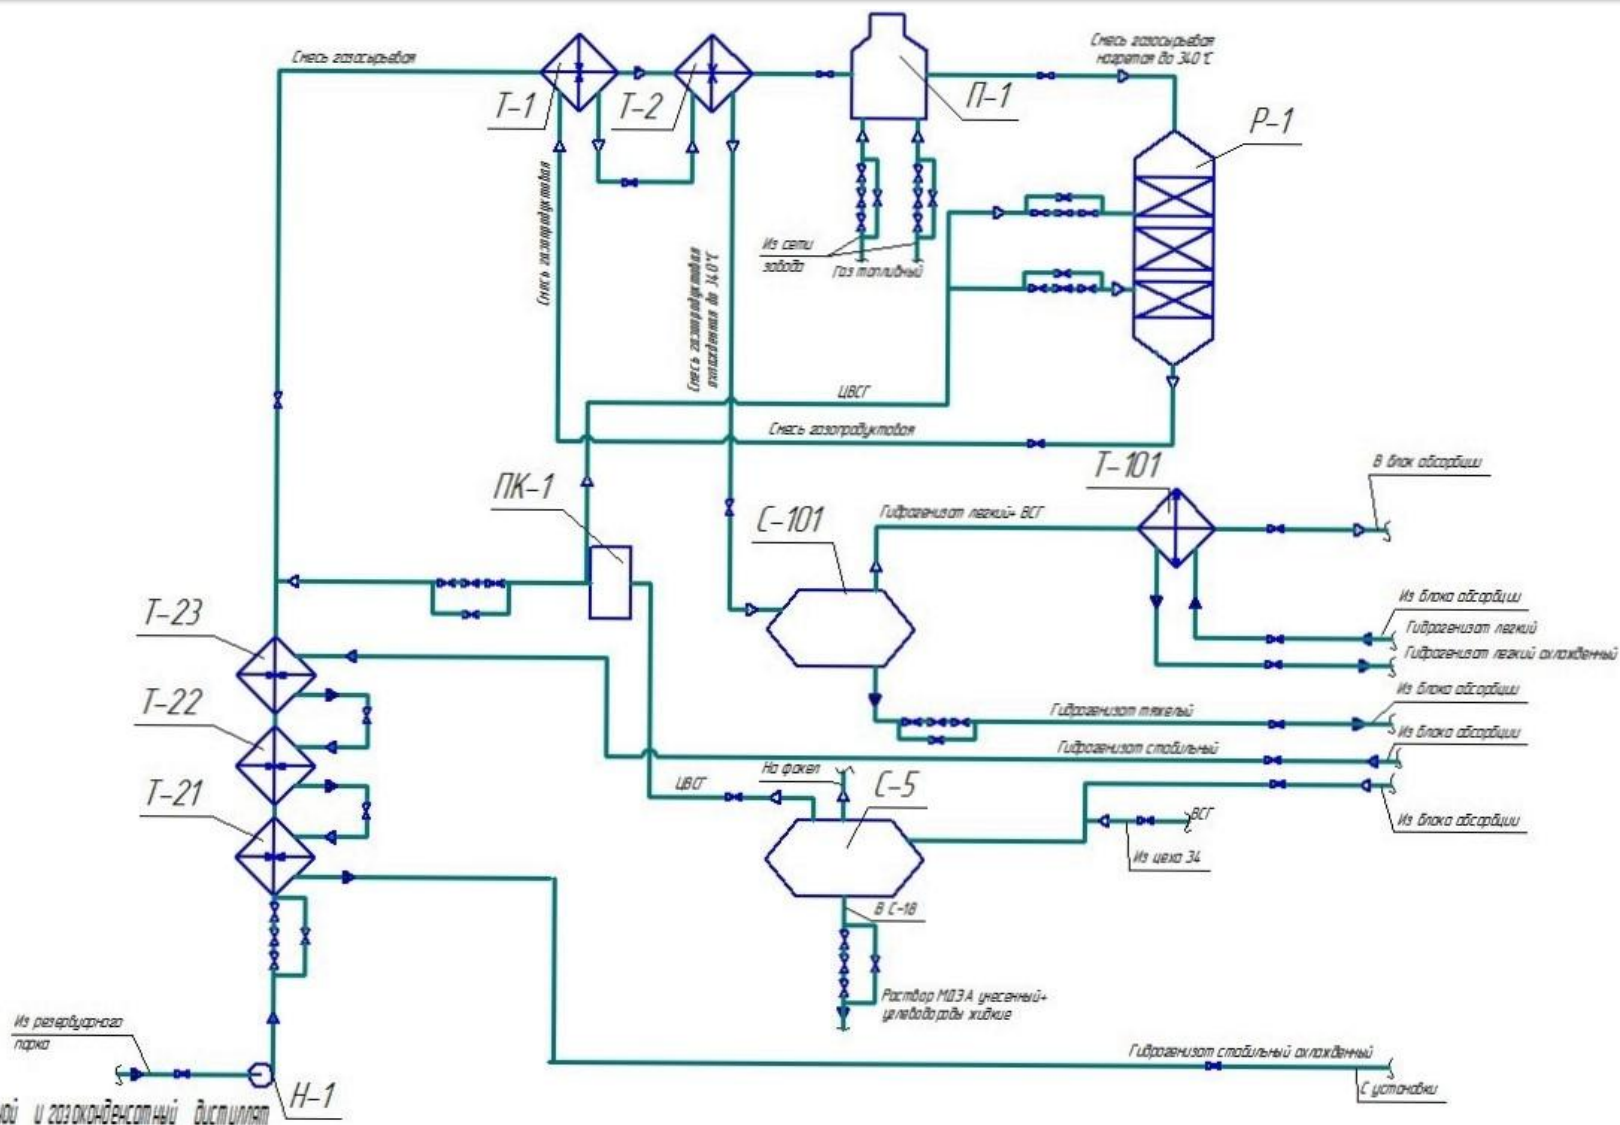 Смесь газосырьевая
Смесь газосырьевая
нагретая до 340°С
Т-1
Т-2
П-1
Р-1
Смесь газопродуктовая
Смесь газопродуктовая
охлажденная до 340°С
Из сети
завода
Газ топливный
ЦВСГ
Смесь газопродуктовая
Т-101
В блок абсорбции
ПК-1
С-101
Гидрогенизат легкий+ ВСГ
Т-23
Из блока абсорбции
Гидрогенизат легкий
Гидрогенизат легкий охлажденный
Т-22
Из блока абсорбции
Гидрогенизат тяжелый
Из блока абсорбции
Гидрогенизат стабильный
На факел
ЦВСГ
С-5
Т-21
ВСГ
Из блока абсорбции
Из цеха 34
В С-18
Раствор МДЭА унесенный+
углеводороды жидкие
Из резервуарного
парка
Гидрогенизат стабильный охлажденный
С установки
Н-1
и газоконденсатный дистиллят